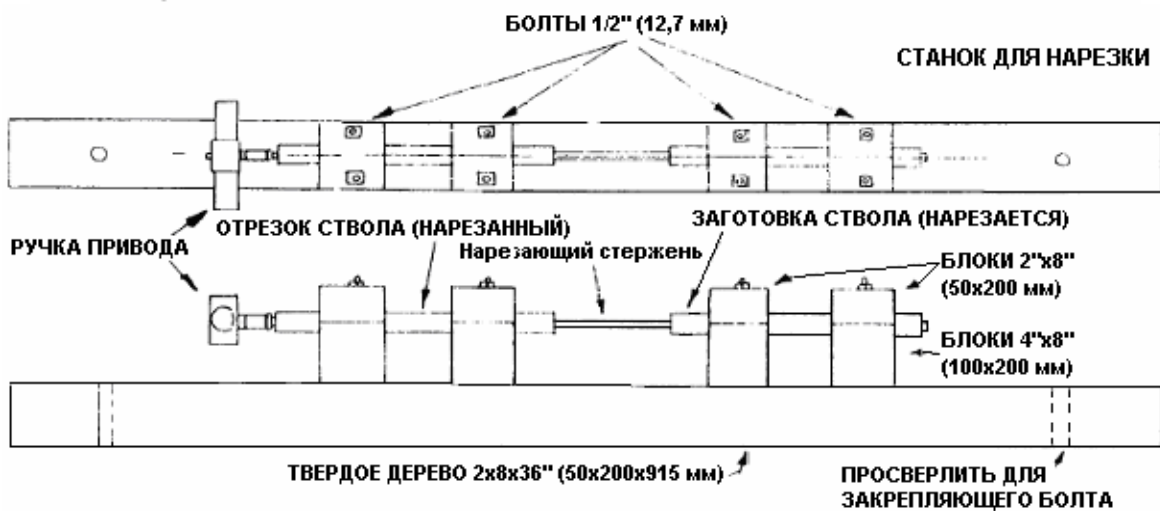 БОЛТЫ 1/2" (12,7 мм)
СТАНОК ДЛЯ НАРЕЗКИ
РУЧКА ПРИВОДА
ОТРЕЗОК СТВОЛА (НАРЕЗАННЫЙ)
ЗАГОТОВКА СТВОЛА (НАРЕЗАЕТСЯ)
Нарезающий стержень
БЛОКИ 2"x8"
(50x200 мм)
БЛОКИ 4"x8"
(100x200 мм)
ТВЕРДОЕ ДЕРЕВО 2x8x36" (50x200x915 мм)
ПРОСВЕРЛИТЬ ДЛЯ
ЗАКРЕПЛЯЮЩЕГО БОЛТА